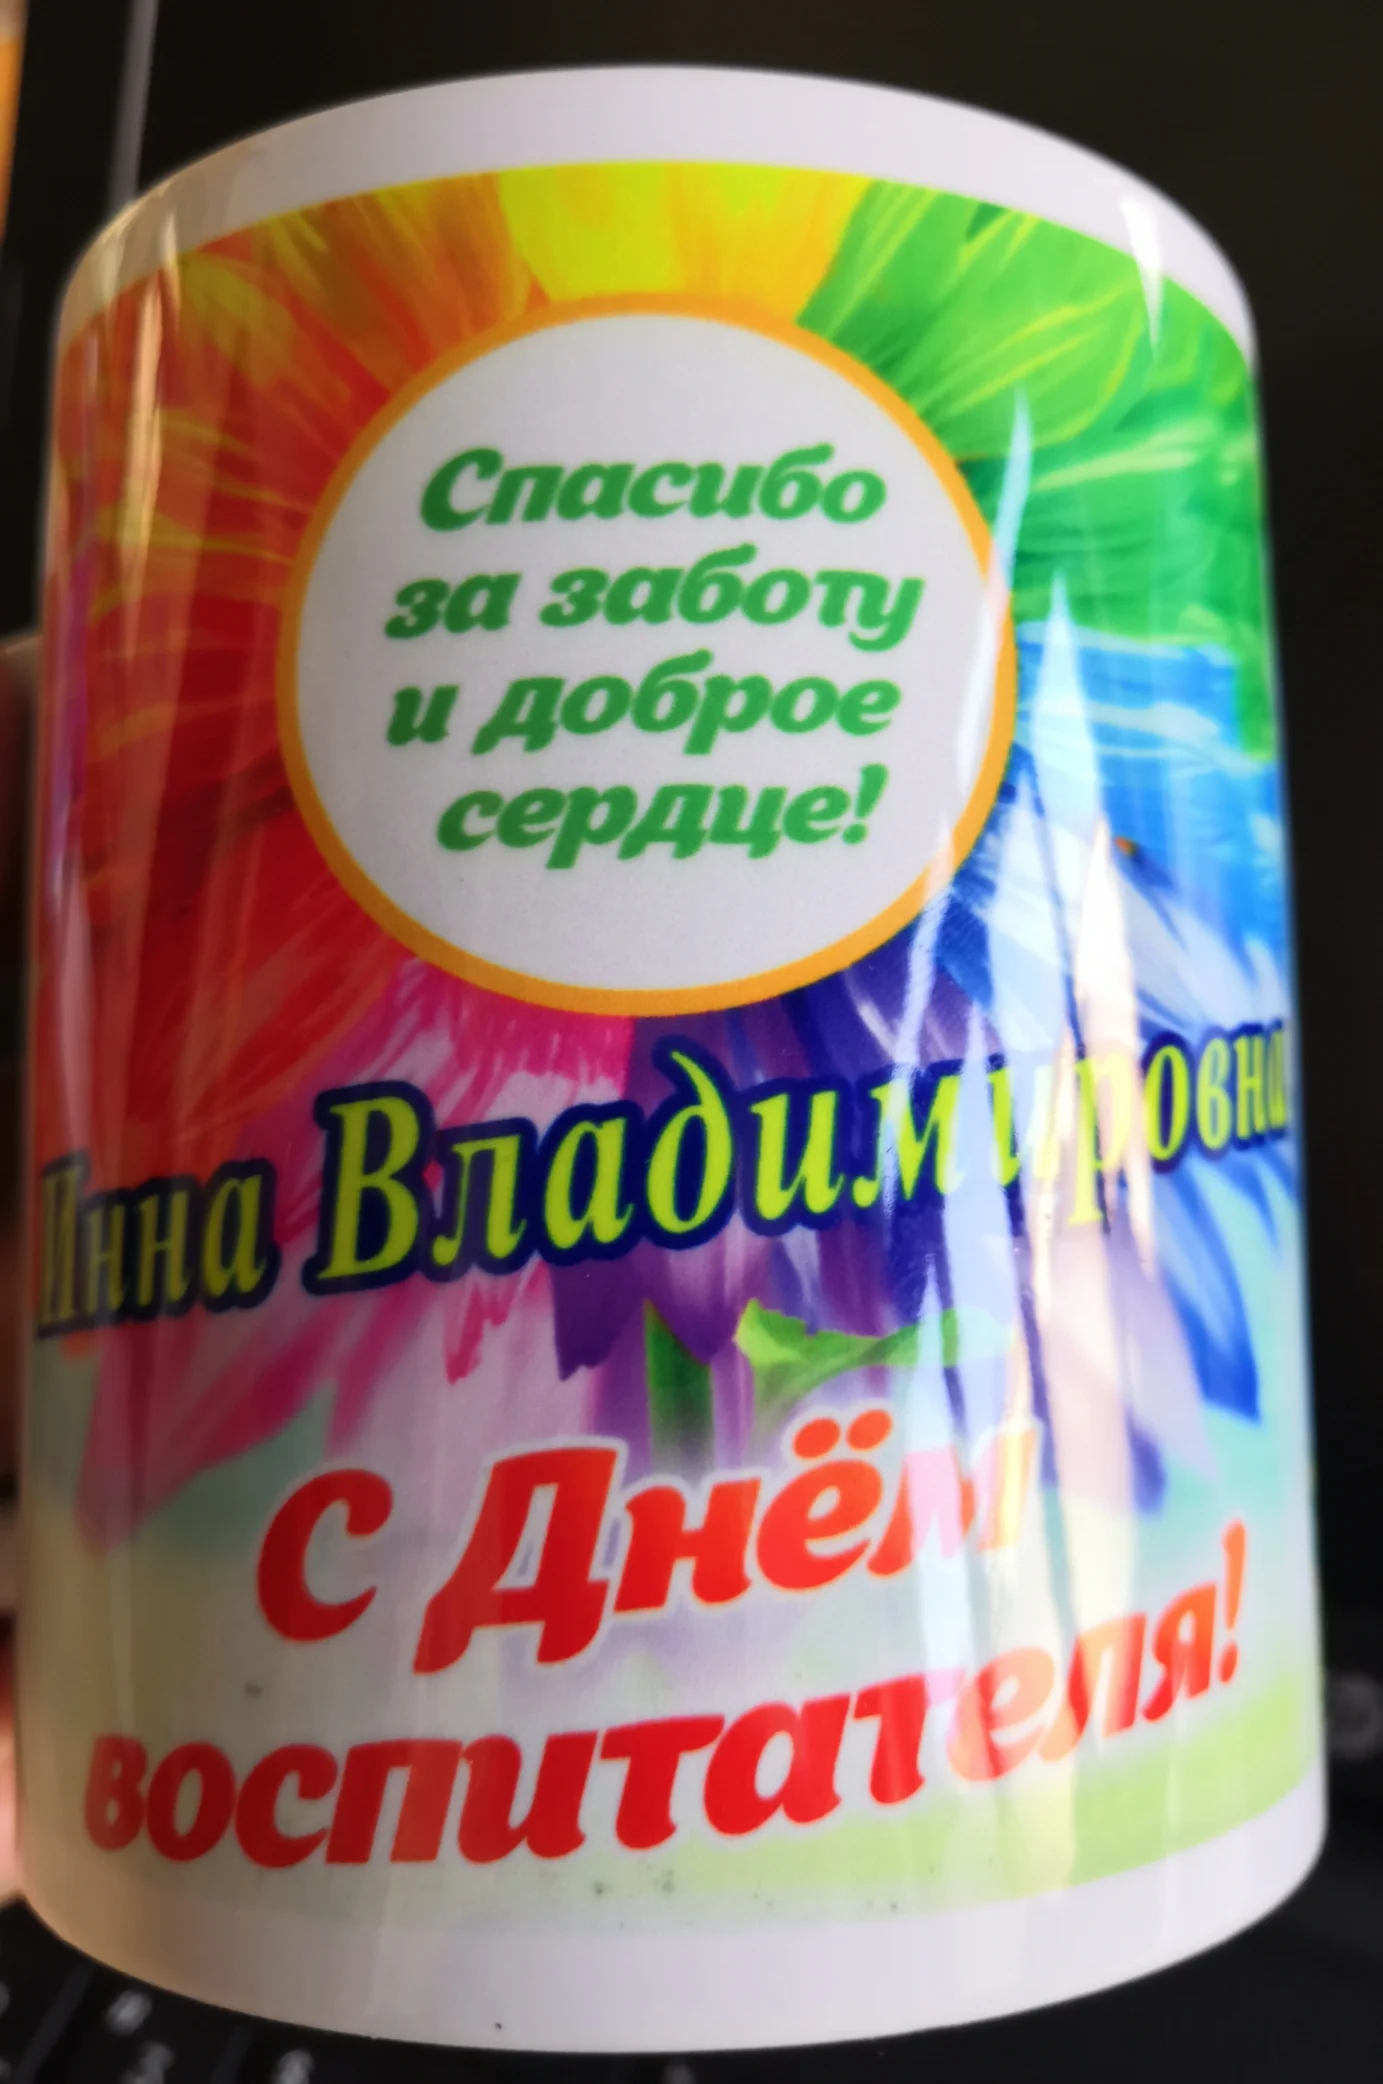 Спасибо
за заботу
и доброе
сердце!
Инна Владимировна
С Днём
воспитателя!